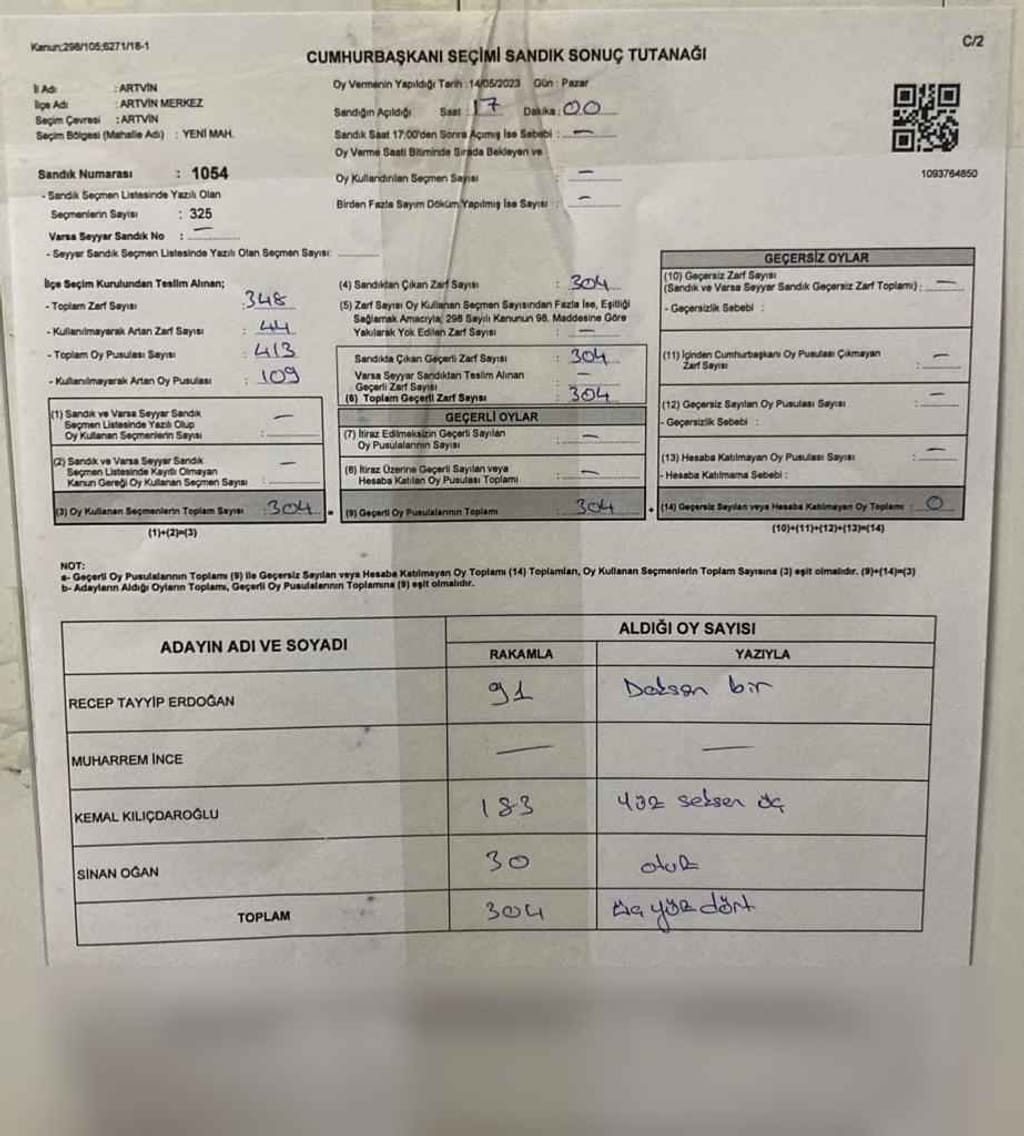 Kanun;298/105;6271/18-1
C/2
CUMHURBAŞKANI SEÇİMİ SANDIK SONUÇ TUTANAĞI
İl Adı : ARTVİN
İlçe Adı : ARTVİN MERKEZ
Seçim Çevresi : ARTVİN
Seçim Bölgesi (Mahalle Adı) : YENİ MAH.
Sandık Numarası : 1054
- Sandık Seçmen Listesinde Yazılı Olan
Seçmenlerin Sayısı : 325
Varsa Seyyar Sandık No : —
- Seyyar Sandık Seçmen Listesinde Yazılı Olan Seçmen Sayısı:
Oy Vermenin Yapıldığı Tarih : 14/05/2023 Gün : Pazar
Sandığın Açıldığı Saat : 17 Dakika : 00
Sandık Saat 17:00'den Sonra Açımış İse Sebebi : —
Oy Verme Saati Bitiminde Sırada Bekleyen ve
Oy Kullandırılan Seçmen Sayısı : —
Birden Fazla Sayım Döküm Yapılmış İse Sayısı : —
1093764850
İlçe Seçim Kurulundan Teslim Alınan;
- Toplam Zarf Sayısı : 348
- Kullanılmayarak Artan Zarf Sayısı : 44
- Toplam Oy Pusulası Sayısı : 413
- Kullanılmayarak Artan Oy Pusulası : 109
(1) Sandık ve Varsa Seyyar Sandık
Seçmen Listesinde Yazılı Olup
Oy Kullanan Seçmenlerin Sayısı : —
(2) Sandık ve Varsa Seyyar Sandık
Seçmen Listesinde Kayıtlı Olmayan
Kanun Gereği Oy Kullanan Seçmen Sayısı : —
(3) Oy Kullanan Seçmenlerin Toplam Sayısı : 304
(1)+(2)=(3)
(4) Sandıktan Çıkan Zarf Sayısı : 304
(5) Zarf Sayısı Oy Kullanan Seçmen Sayısından Fazla İse, Eşitliği
Sağlamak Amacıyla; 298 Sayılı Kanunun 98. Maddesine Göre
Yakılarak Yok Edilen Zarf Sayısı : —
Sandıkta Çıkan Geçerli Zarf Sayısı : 304
Varsa Seyyar Sandıktan Teslim Alınan
Geçerli Zarf Sayısı : —
(6) Toplam Geçerli Zarf Sayısı : 304
GEÇERLİ OYLAR
(7) İtiraz Edilmeksizin Geçerli Sayılan
Oy Pusulalarının Sayısı : —
(8) İtiraz Üzerine Geçerli Sayılan veya
Hesaba Katılan Oy Pusulası Toplamı : —
= (9) Geçerli Oy Pusulalarının Toplamı : 304
GEÇERSİZ OYLAR
(10) Geçersiz Zarf Sayısı
(Sandık ve Varsa Seyyar Sandık Geçersiz Zarf Toplamı) : —
- Geçersizlik Sebebi :
(11) İçinden Cumhurbaşkanı Oy Pusulası Çıkmayan
Zarf Sayısı : —
(12) Geçersiz Sayılan Oy Pusulası Sayısı : —
- Geçersizlik Sebebi :
(13) Hesaba Katılmayan Oy Pusulası Sayısı : —
- Hesaba Katılmama Sebebi :
+ (14) Geçersiz Sayılan veya Hesaba Katılmayan Oy Toplamı : 0
(10)+(11)+(12)+(13)=(14)
NOT:
a- Geçerli Oy Pusulalarının Toplamı (9) ile Geçersiz Sayılan veya Hesaba Katılmayan Oy Toplamı (14) Toplamları, Oy Kullanan Seçmenlerin Toplam Sayısına (3) eşit olmalıdır. (9)+(14)=(3)
b- Adayların Aldığı Oyların Toplamı, Geçerli Oy Pusulalarının Toplamına (9) eşit olmalıdır.
ADAYIN ADI VE SOYADI
ALDIĞI OY SAYISI
RAKAMLA YAZIYLA
RECEP TAYYİP ERDOĞAN 91 Doksan bir
MUHARREM İNCE — —
KEMAL KILIÇDAROĞLU 183 yüz seksen üç
SİNAN OĞAN 30 otuz
TOPLAM 304 üç yüz dört